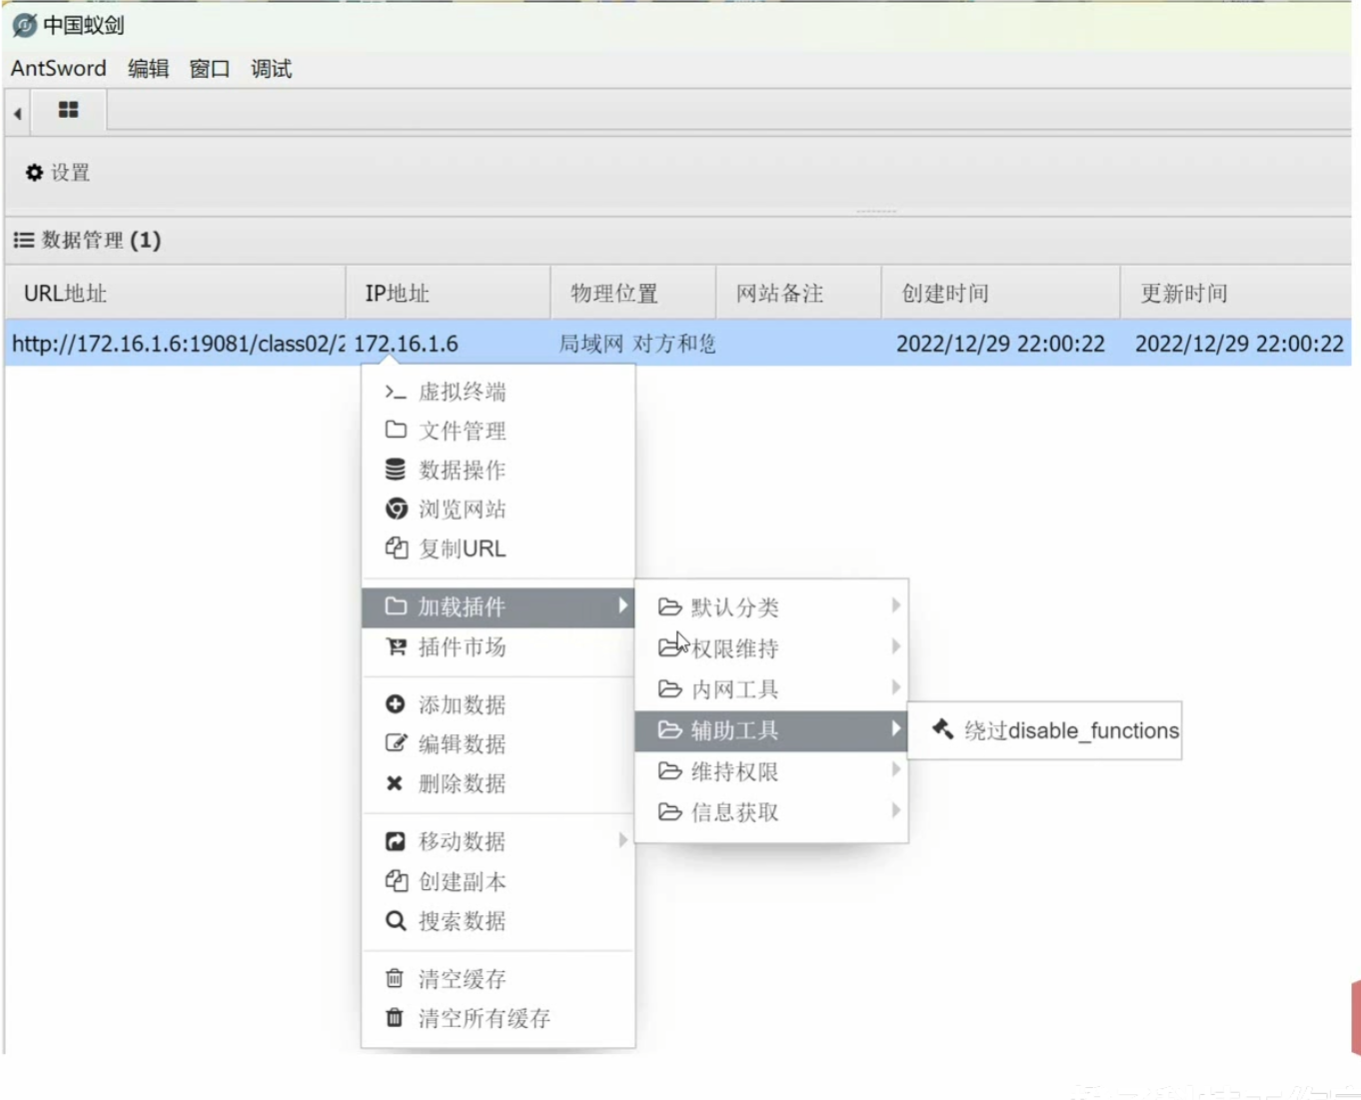 中国蚁剑
AntSword 编辑 窗口 调试
设置
数据管理 (1)
URL地址 IP地址 物理位置 网站备注 创建时间 更新时间
http://172.16.1.6:19081/class02/2 172.16.1.6 局域网 对方和您 2022/12/29 22:00:22 2022/12/29 22:00:22
虚拟终端
文件管理
数据操作
浏览网站
复制URL
加载插件
插件市场
添加数据
编辑数据
删除数据
移动数据
创建副本
搜索数据
清空缓存
清空所有缓存
默认分类
权限维持
内网工具
辅助工具
维持权限
信息获取
绕过disable_functions